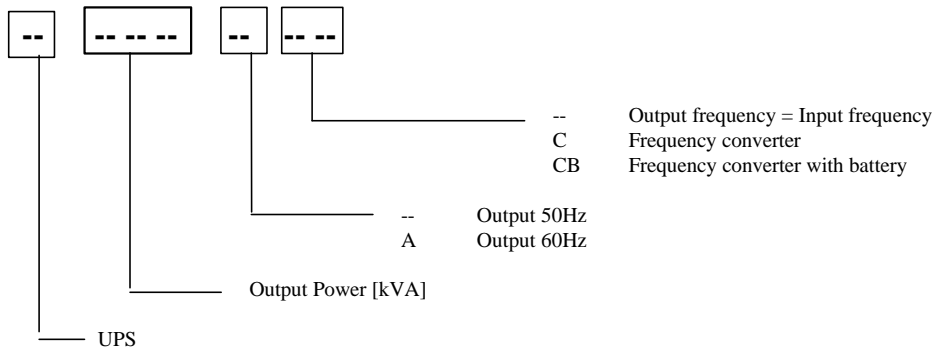 -- -- -- -- -- -- --
-- Output frequency = Input frequency
C Frequency converter
CB Frequency converter with battery
-- Output 50Hz
A Output 60Hz
Output Power [kVA]
UPS